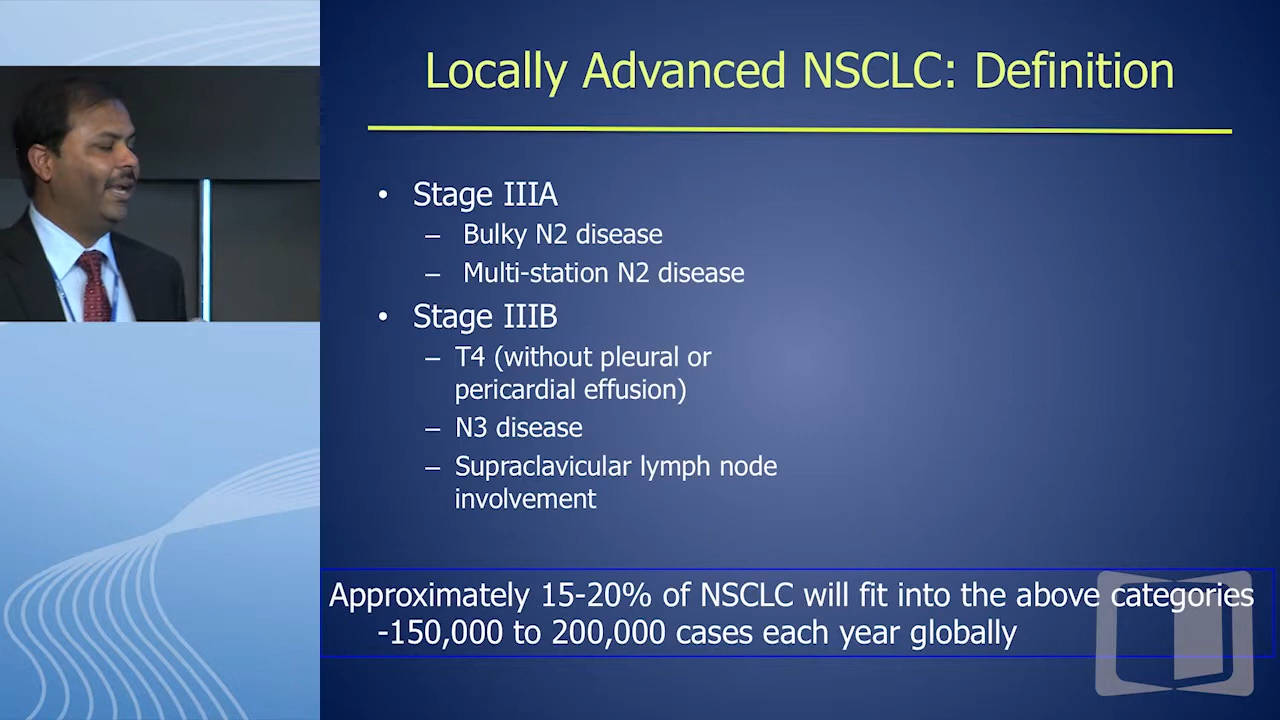 Locally Advanced NSCLC: Definition
• Stage IIIA
– Bulky N2 disease
– Multi-station N2 disease
• Stage IIIB
– T4 (without pleural or
pericardial effusion)
– N3 disease
– Supraclavicular lymph node
involvement
Approximately 15-20% of NSCLC will fit into the above categories
-150,000 to 200,000 cases each year globally